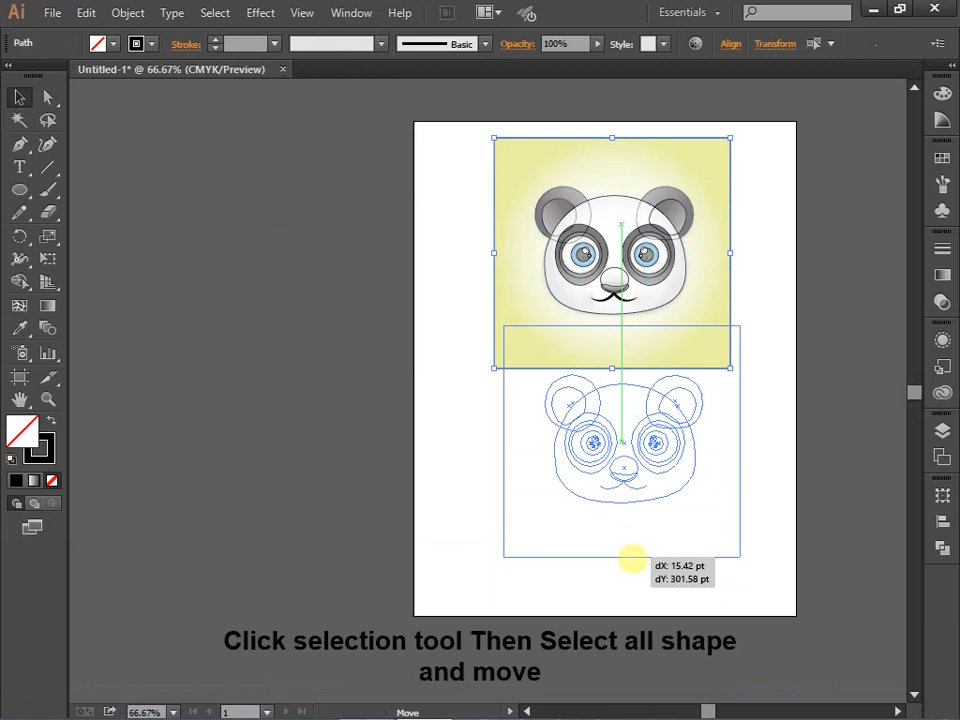 Ai File Edit Object Type Select Effect View Window Help Br Essentials
Path Stroke: Basic Opacity: 100% Style: Align Transform
Untitled-1* @ 66.67% (CMYK/Preview) ×
dX: 15.42 pt
dY: 301.58 pt
Click selection tool Then Select all shape
and move
66.67% 1 Move